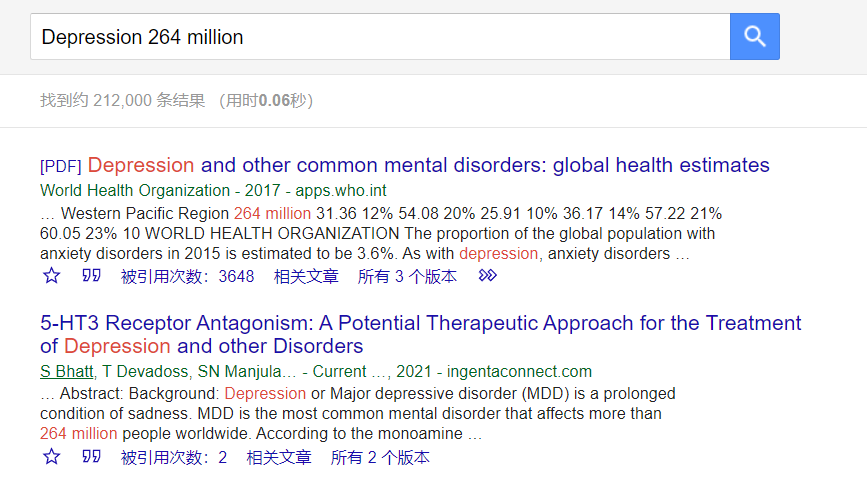 Depression 264 million
找到约 212,000 条结果 （用时0.06秒）
[PDF] Depression and other common mental disorders: global health estimates
World Health Organization - 2017 - apps.who.int
… Western Pacific Region 264 million 31.36 12% 54.08 20% 25.91 10% 36.17 14% 57.22 21%
60.05 23% 10 WORLD HEALTH ORGANIZATION The proportion of the global population with
anxiety disorders in 2015 is estimated to be 3.6%. As with depression, anxiety disorders …
被引用次数：3648 相关文章 所有 3 个版本
5-HT3 Receptor Antagonism: A Potential Therapeutic Approach for the Treatment
of Depression and other Disorders
S Bhatt, T Devadoss, SN Manjula… - Current …, 2021 - ingentaconnect.com
… Abstract: Background: Depression or Major depressive disorder (MDD) is a prolonged
condition of sadness. MDD is the most common mental disorder that affects more than
264 million people worldwide. According to the monoamine …
被引用次数：2 相关文章 所有 2 个版本